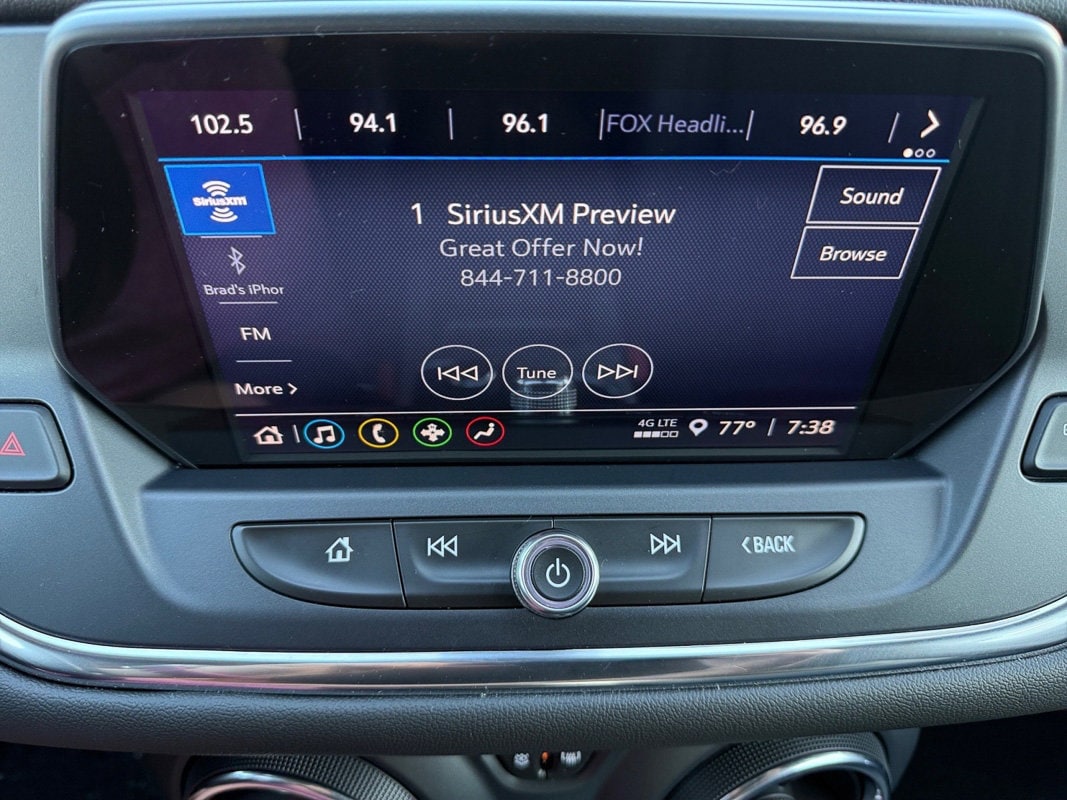 102.5 94.1 96.1 FOX Headli... 96.9
SiriusXM
1 SiriusXM Preview
Great Offer Now!
844-711-8800
Sound
Browse
Brad's iPhor
FM
More
Tune
4G LTE
77° 7:38
BACK